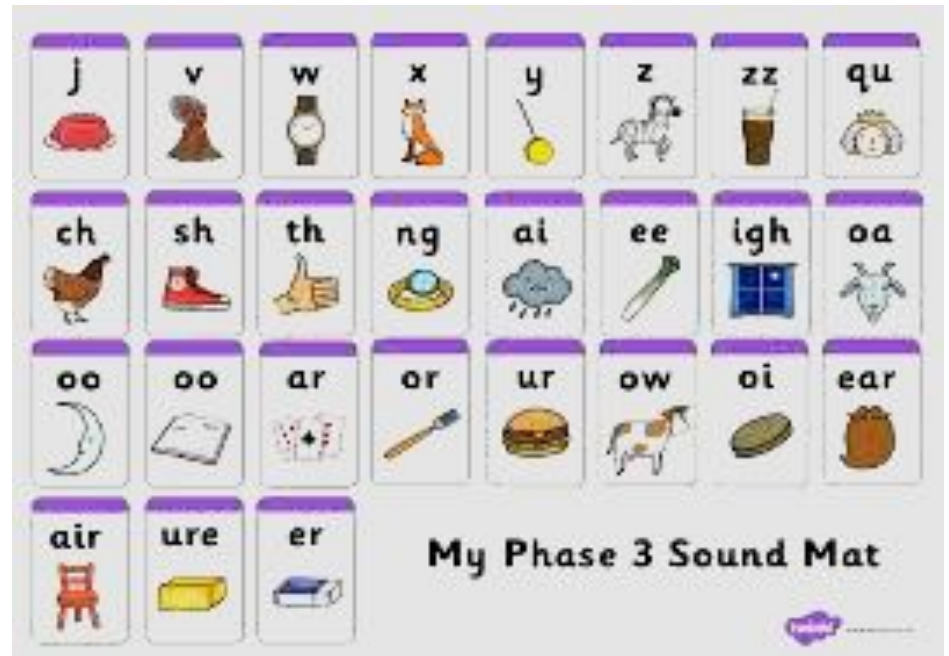 j v w x y z zz qu
ch sh th ng ai ee igh oa
oo oo ar or ur ow oi ear
air ure er
My Phase 3 Sound Mat
twinkl